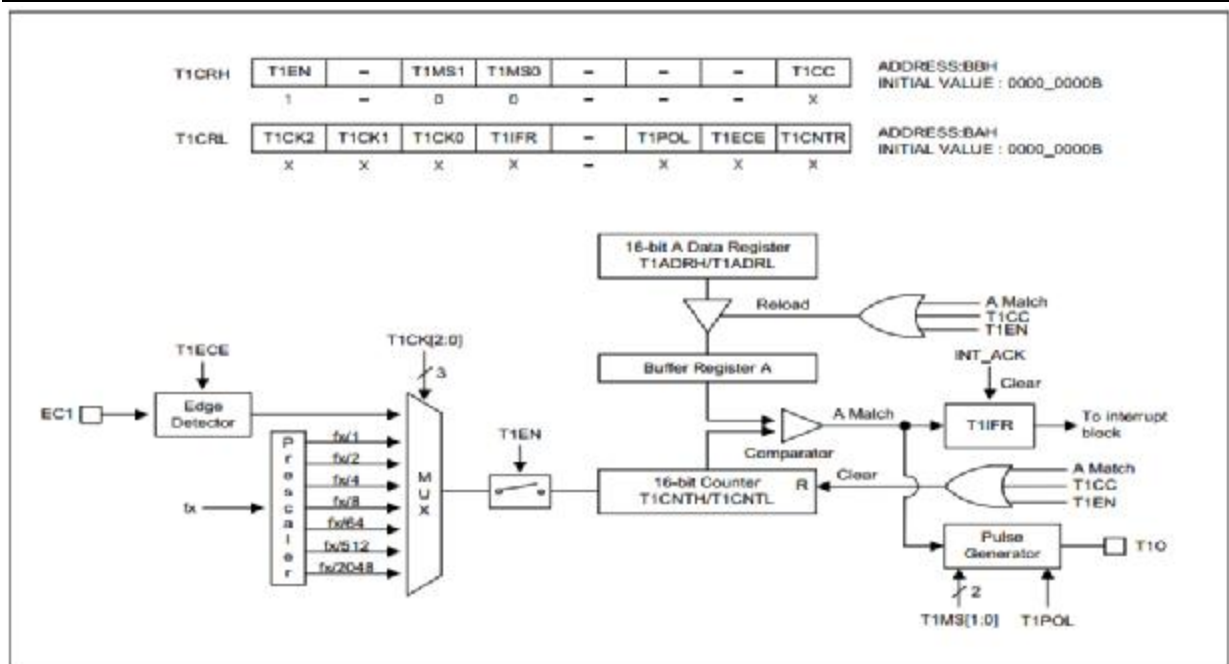 T1CRH T1EN – T1MS1 T1MS0 – – – T1CC ADDRESS:BBH
INITIAL VALUE : 0000_0000B
1 – 0 0 – – – X
T1CRL T1CK2 T1CK1 T1CK0 T1IFR – T1POL T1ECE T1CNTR ADDRESS:BAH
INITIAL VALUE : 0000_0000B
X X X X – X X X
16-bit A Data Register
T1ADRH/T1ADRL
Reload
A Match
T1CC
T1EN
T1CK[2:0]
3
T1ECE
Buffer Register A
INT_ACK
Clear
EC1
Edge
Detector
A Match
T1IFR
To interrupt
block
Comparator
T1EN
Prescaler
fx/1
fx/2
fx/4
fx/8
fx/64
fx/512
fx/2048
fx
MUX
16-bit Counter
T1CNTH/T1CNTL
R
Clear
A Match
T1CC
T1EN
Pulse
Generator
T1O
2
T1MS[1:0]
T1POL